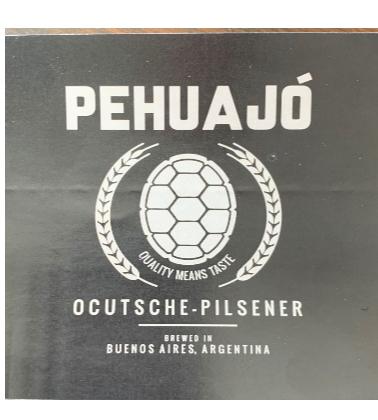 PEHUAJÓ
QUALITY MEANS TASTE
OCUTSCHE-PILSENER
BREWED IN
BUENOS AIRES, ARGENTINA